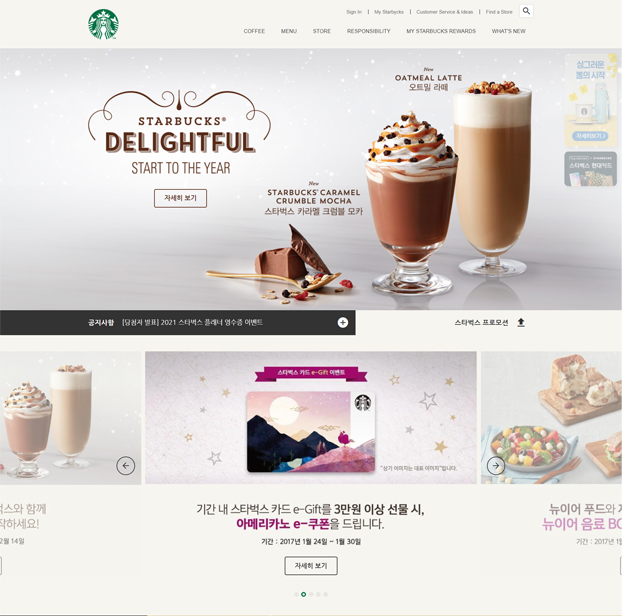 Sign In | My Starbucks | Customer Service & Ideas | Find a Store
COFFEE MENU STORE RESPONSIBILITY MY STARBUCKS REWARDS WHAT'S NEW
STARBUCKS®
DELIGHTFUL
START TO THE YEAR
자세히 보기
New
OATMEAL LATTE
오트밀 라떼
New
STARBUCKS® CARAMEL
CRUMBLE MOCHA
스타벅스 카라멜 크럼블 모카
싱그러운
봄의 시작
자세히보기 >
스타벅스 현대카드
공지사항 [당첨자 발표] 2021 스타벅스 플래너 영수증 이벤트
스타벅스 프로모션
스타벅스 카드 e-Gift 이벤트
"상기 이미지는 대표 이미지"입니다.
벅스와 함께
작하세요!
2월 14일
기간 내 스타벅스 카드 e-Gift를 3만원 이상 선물 시,
아메리카노 e-쿠폰을 드립니다.
기간 : 2017년 1월 24일 ~ 1월 30일
자세히 보기
뉴이어 푸드와
뉴이어 음료 BO
기간 : 2017년 1